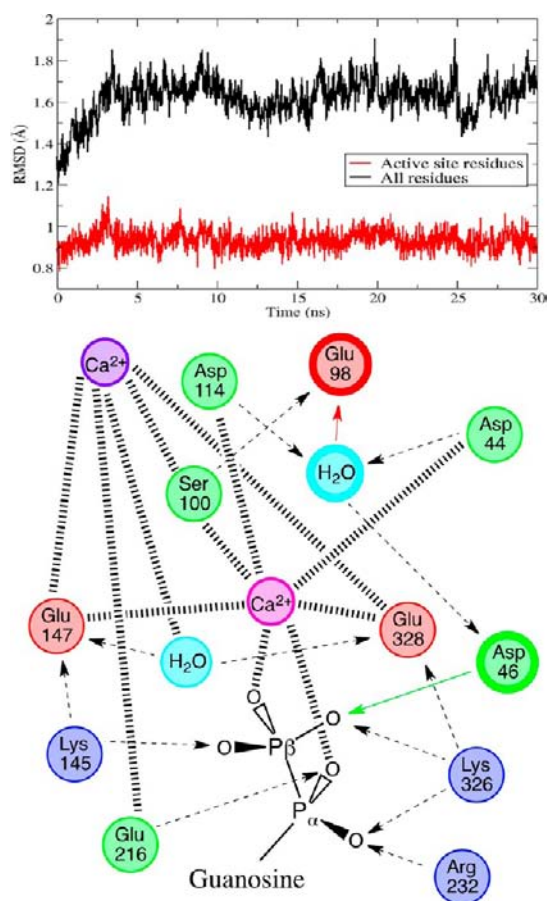 2
1.8
1.6
1.4
1.2
1
0.8
RMSD (Å)
Active site residues
All residues
0 5 10 15 20 25 30
Time (ns)
Ca2+
Asp
114
Glu
98
Asp
44
H2O
Ser
100
Ca2+
Glu
147
H2O
Glu
328
Asp
46
O
O
O
Pβ
Lys
145
O
Lys
326
Pα
O
Glu
216
Arg
232
Guanosine